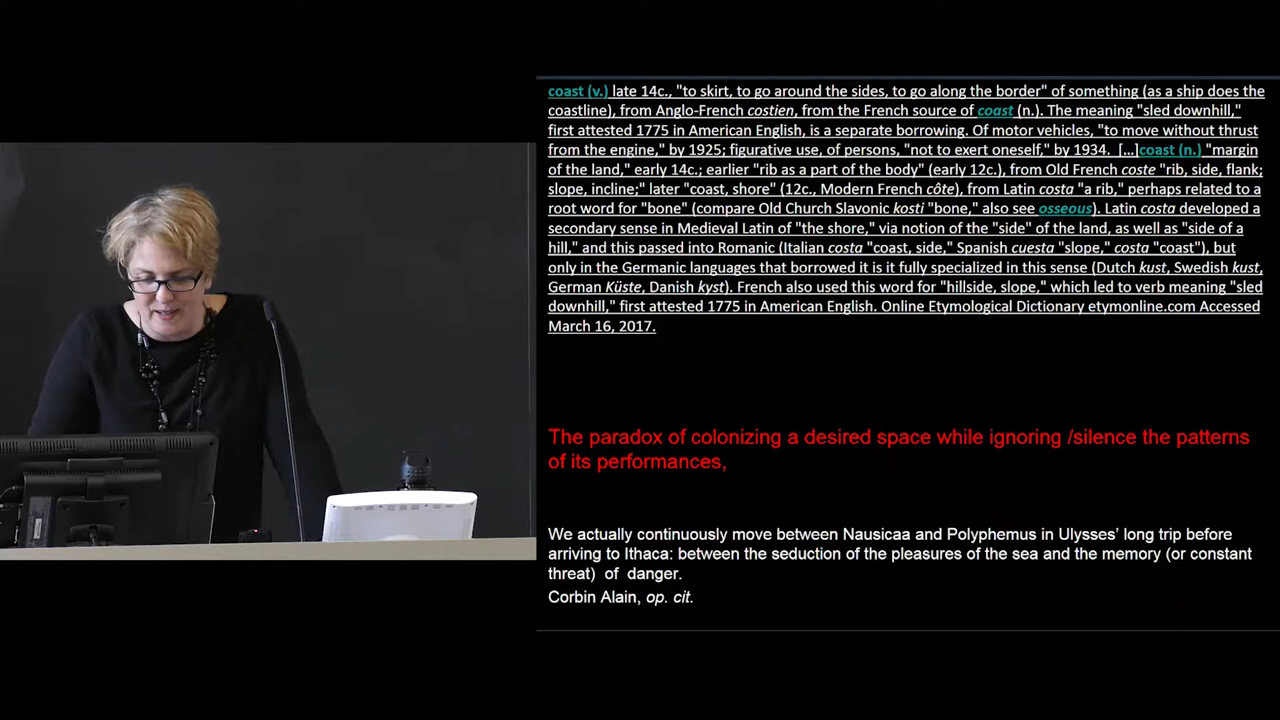 coast (v.) late 14c., "to skirt, to go around the sides, to go along the border" of something (as a ship does the
coastline), from Anglo-French costien, from the French source of coast (n.). The meaning "sled downhill,"
first attested 1775 in American English, is a separate borrowing. Of motor vehicles, "to move without thrust
from the engine," by 1925; figurative use, of persons, "not to exert oneself," by 1934. [...]coast (n.) "margin
of the land," early 14c.; earlier "rib as a part of the body" (early 12c.), from Old French coste "rib, side, flank;
slope, incline;" later "coast, shore" (12c., Modern French côte), from Latin costa "a rib," perhaps related to a
root word for "bone" (compare Old Church Slavonic kosti "bone," also see osseous). Latin costa developed a
secondary sense in Medieval Latin of "the shore," via notion of the "side" of the land, as well as "side of a
hill," and this passed into Romanic (Italian costa "coast, side," Spanish cuesta "slope," costa "coast"), but
only in the Germanic languages that borrowed it is it fully specialized in this sense (Dutch kust, Swedish kust,
German Küste, Danish kyst). French also used this word for "hillside, slope," which led to verb meaning "sled
downhill," first attested 1775 in American English. Online Etymological Dictionary etymonline.com Accessed
March 16, 2017.
The paradox of colonizing a desired space while ignoring /silence the patterns
of its performances,
We actually continuously move between Nausicaa and Polyphemus in Ulysses' long trip before
arriving to Ithaca: between the seduction of the pleasures of the sea and the memory (or constant
threat) of danger.
Corbin Alain, op. cit.